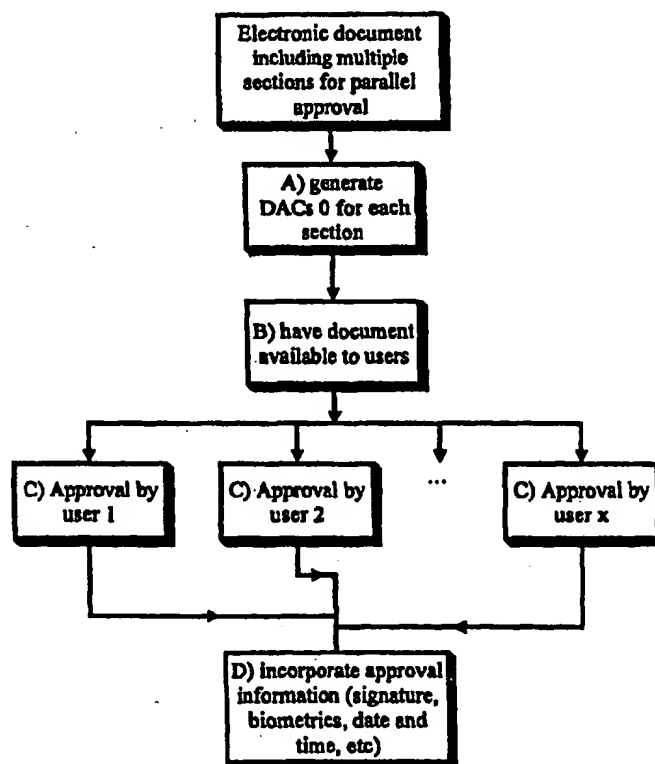 Electronic document
including multiple
sections for parallel
approval
A) generate
DACs 0 for each
section
B) have document
available to users
C) Approval by
user 1
C) Approval by
user 2
...
C) Approval by
user x
D) incorporate approval
information (signature,
biometrics, date and
time, etc)